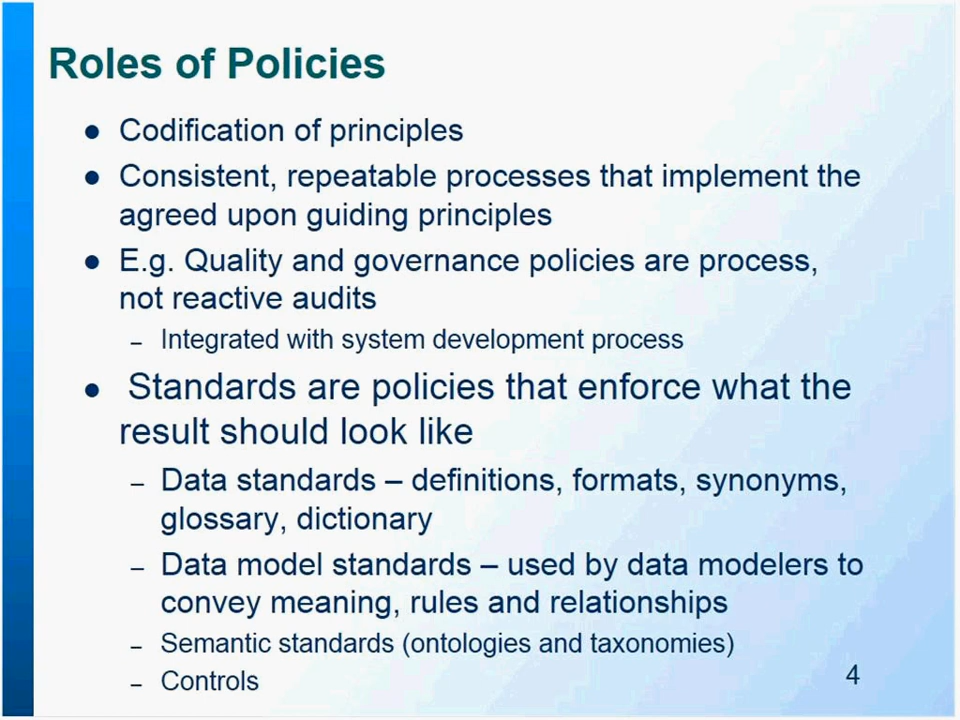 Roles of Policies
● Codification of principles
● Consistent, repeatable processes that implement the
agreed upon guiding principles
● E.g. Quality and governance policies are process,
not reactive audits
– Integrated with system development process
● Standards are policies that enforce what the
result should look like
– Data standards – definitions, formats, synonyms,
glossary, dictionary
– Data model standards – used by data modelers to
convey meaning, rules and relationships
– Semantic standards (ontologies and taxonomies)
– Controls
4